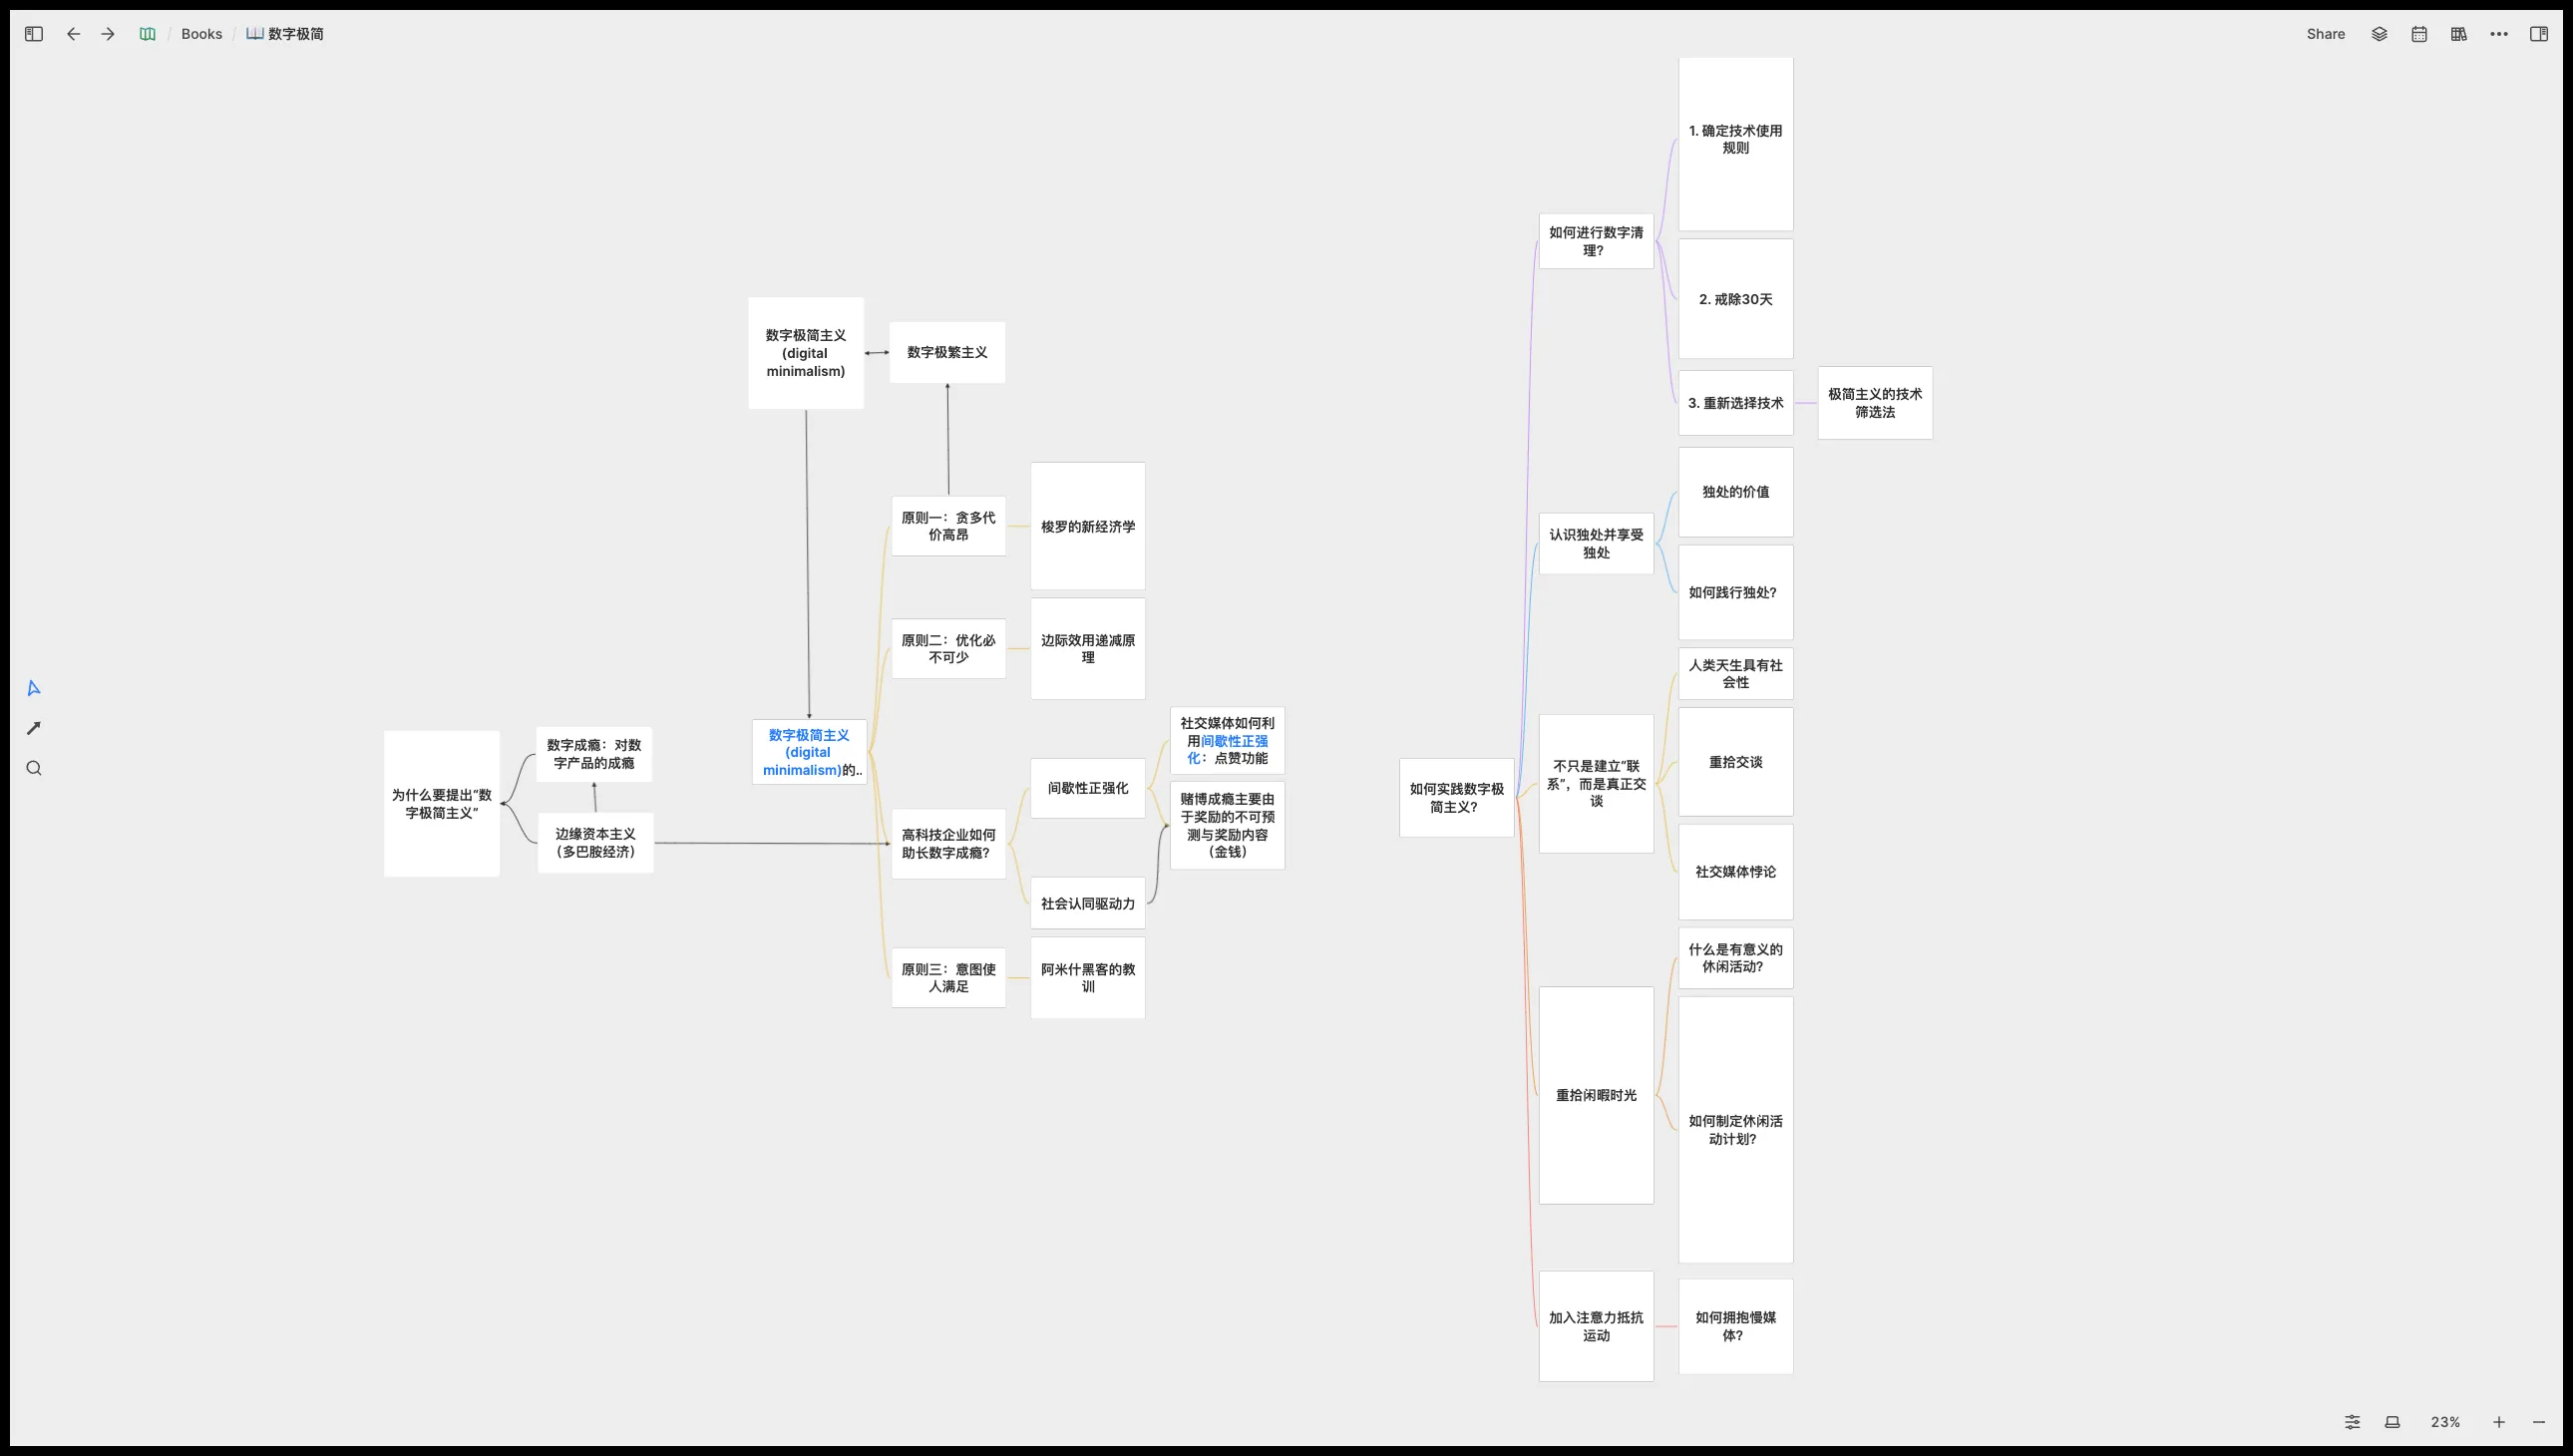 Books
数字极简
Share
数字极简主义
(digital
minimalism)
数字极繁主义
原则一：贪多代
价高昂
梭罗的新经济学
原则二：优化必
不可少
边际效用递减原
理
数字极简主义
(digital
minimalism)的..
为什么要提出“数
字极简主义”
数字成瘾：对数
字产品的成瘾
边缘资本主义
（多巴胺经济）
高科技企业如何
助长数字成瘾？
间歇性正强化
社交媒体如何利
用间歇性正强
化：点赞功能
赌博成瘾主要由
于奖励的不可预
测与奖励内容
（金钱）
社会认同驱动力
原则三：意图使
人满足
阿米什黑客的教
训
如何实践数字极
简主义？
如何进行数字清
理？
1. 确定技术使用
规则
2. 戒除30天
3. 重新选择技术
极简主义的技术
筛选法
认识独处并享受
独处
独处的价值
如何践行独处？
不只是建立“联
系”，而是真正交
谈
人类天生具有社
会性
重拾交谈
社交媒体悖论
重拾闲暇时光
什么是有意义的
休闲活动？
如何制定休闲活
动计划？
加入注意力抵抗
运动
如何拥抱慢媒
体？
23%